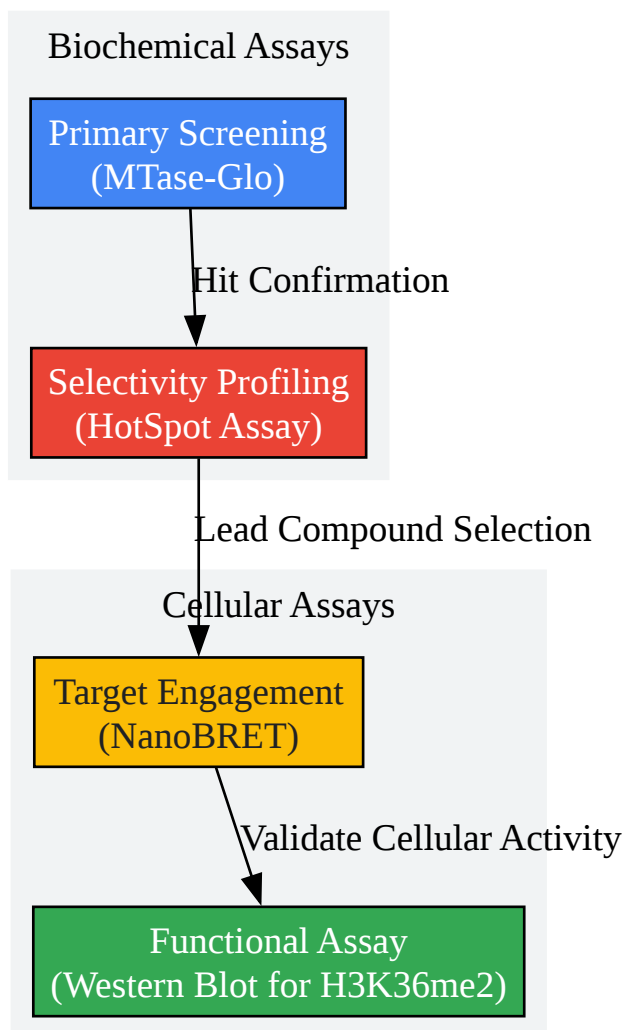 Biochemical Assays
Primary Screening
(MTase-Glo)
Hit Confirmation
Selectivity Profiling
(HotSpot Assay)
Lead Compound Selection
Cellular Assays
Target Engagement
(NanoBRET)
Validate Cellular Activity
Functional Assay
(Western Blot for H3K36me2)